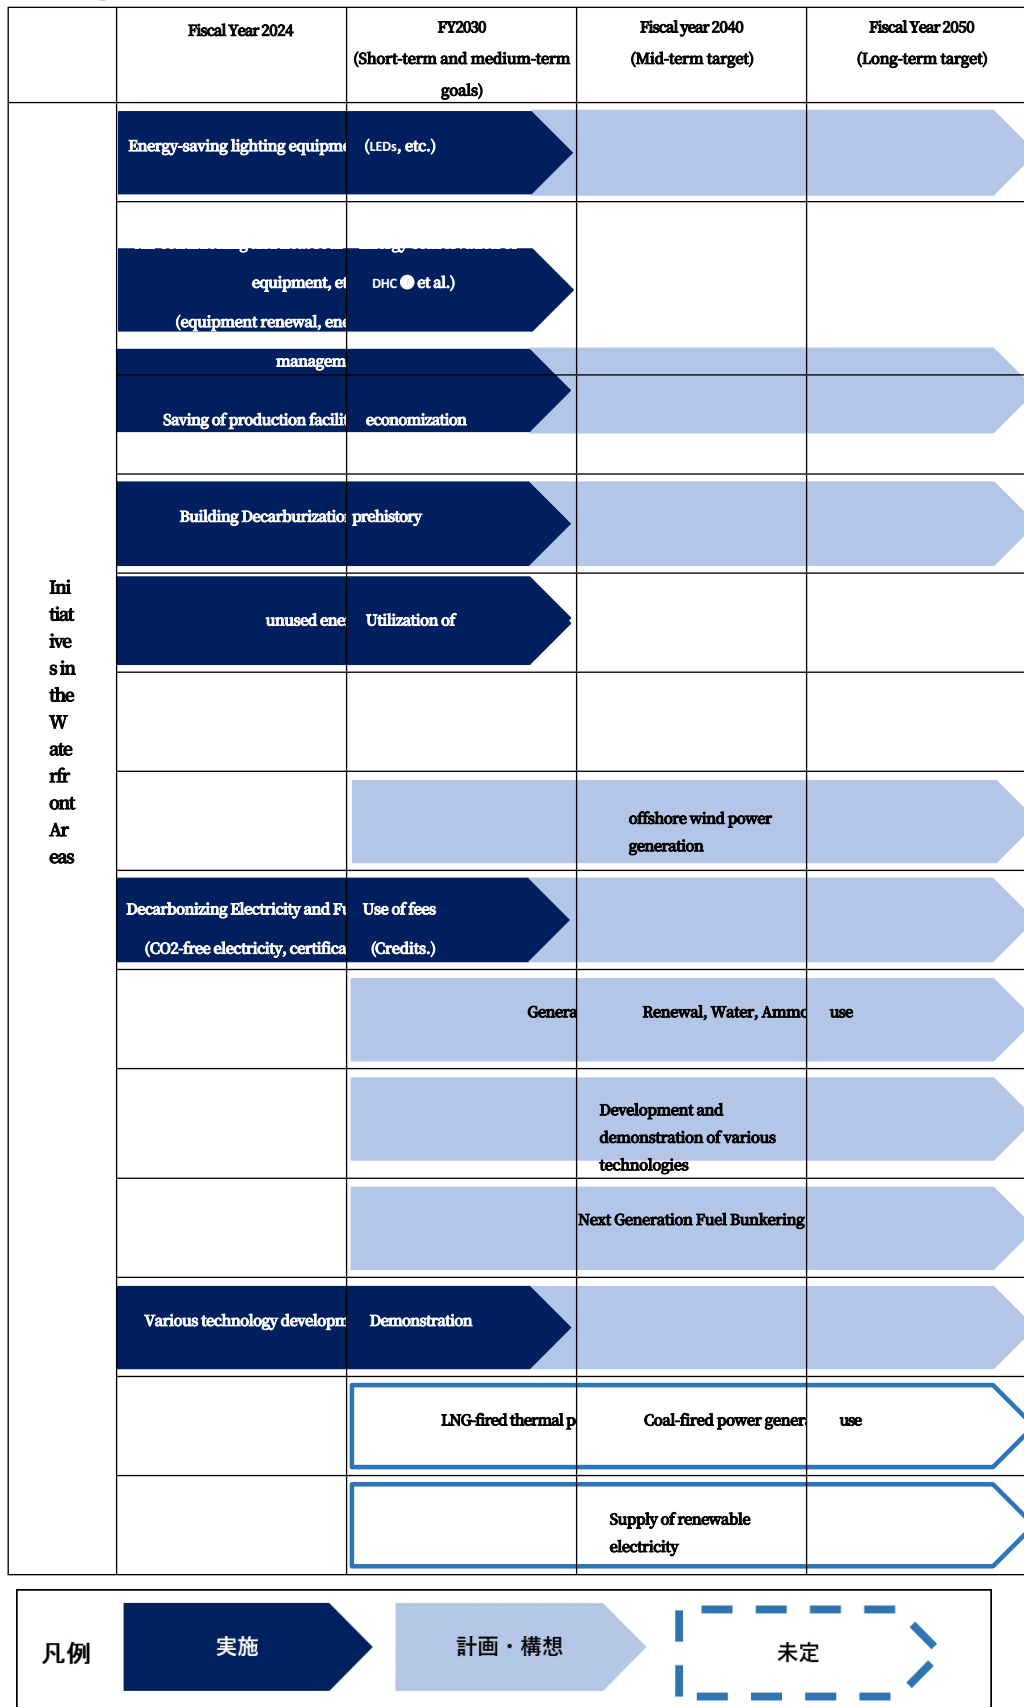 Fiscal Year 2024
FY2030
(Short-term and medium-term
goals)
Fiscal year 2040
(Mid-term target)
Fiscal Year 2050
(Long-term target)
Ini
tiat
ive
s in
the
W
ate
rfr
ont
Ar
eas
Energy-saving lighting equipme (LEDs, etc.)
equipment, et DHC et al.)
(equipment renewal, ene
managem
Saving of production facilit economization
Building Decarburizatio prehistory
unused ene Utilization of
offshore wind power
generation
Decarbonizing Electricity and Fu Use of fees
(CO2-free electricity, certifica (Credits.)
Genera Renewal, Water, Ammo use
Development and
demonstration of various
technologies
Next Generation Fuel Bunkering
Various technology developm Demonstration
LNG-fired thermal p Coal-fired power gener use
Supply of renewable
electricity
凡例 実施 計画・構想 未定